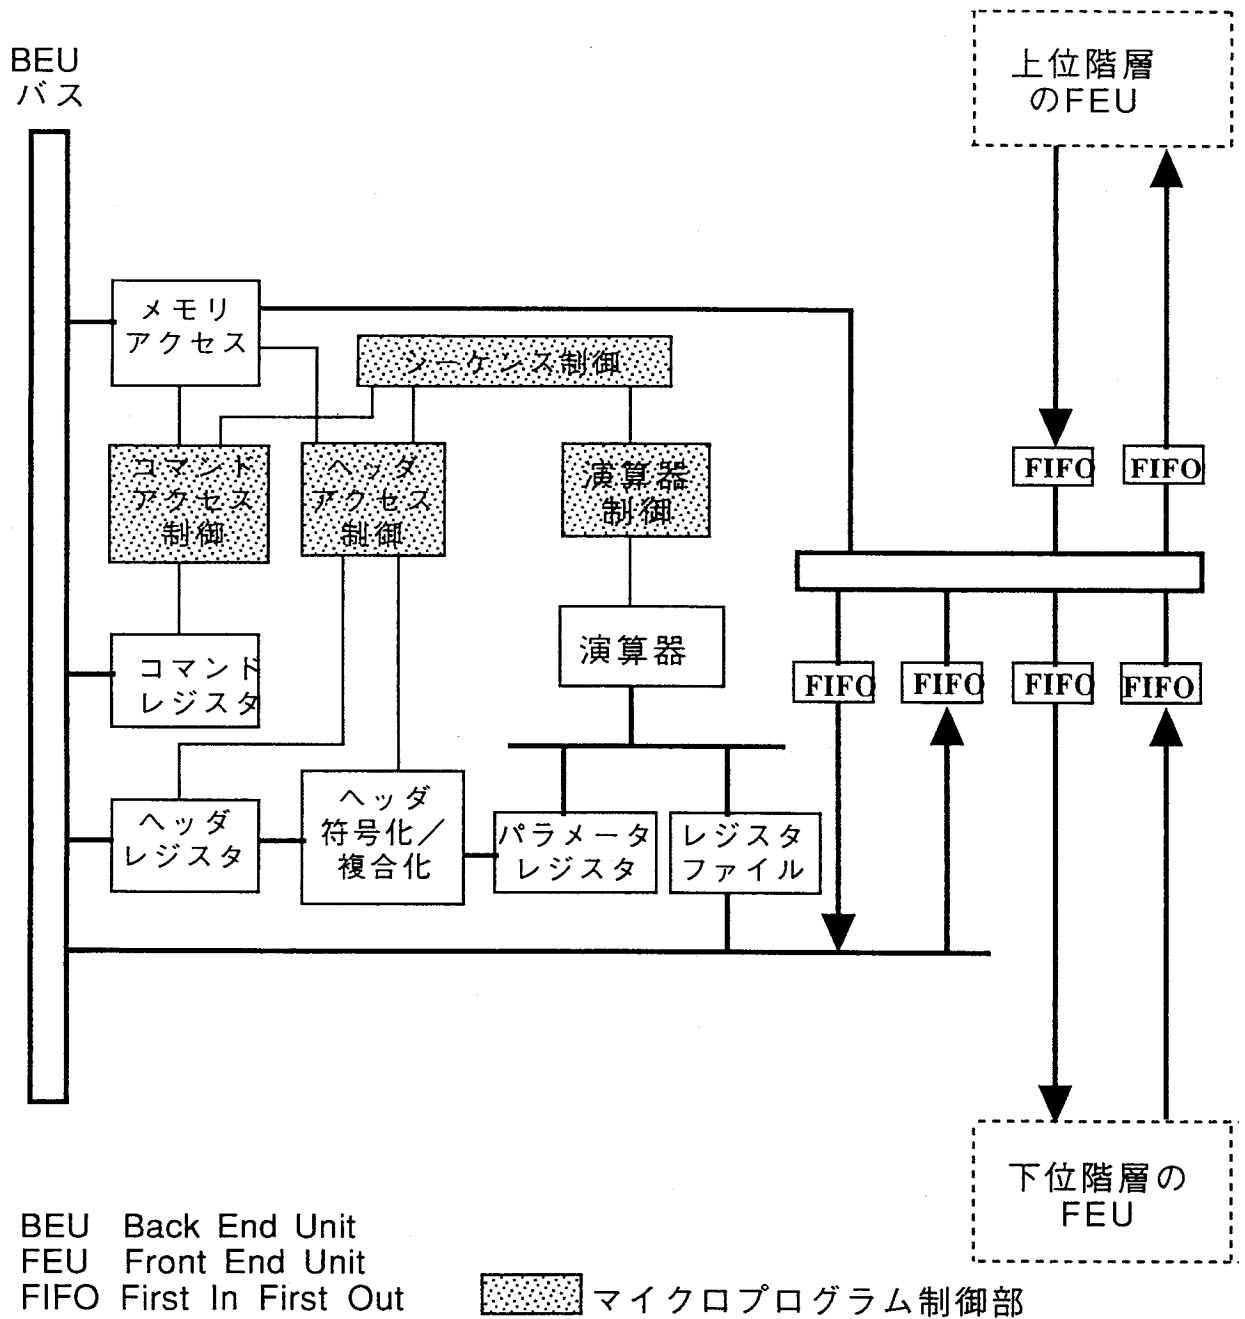 BEU
バス
上位階層
のFEU
メモリ
アクセス
シーケンス制御
コマンド
アクセス
制御
ヘッダ
アクセス
制御
演算器
制御
FIFO
FIFO
コマンド
レジスタ
演算器
FIFO
FIFO
FIFO
FIFO
ヘッダ
レジスタ
ヘッダ
符号化/
複合化
パラメータ
レジスタ
レジスタ
ファイル
下位階層の
FEU
BEU Back End Unit
FEU Front End Unit
FIFO First In First Out
マイクロプログラム制御部